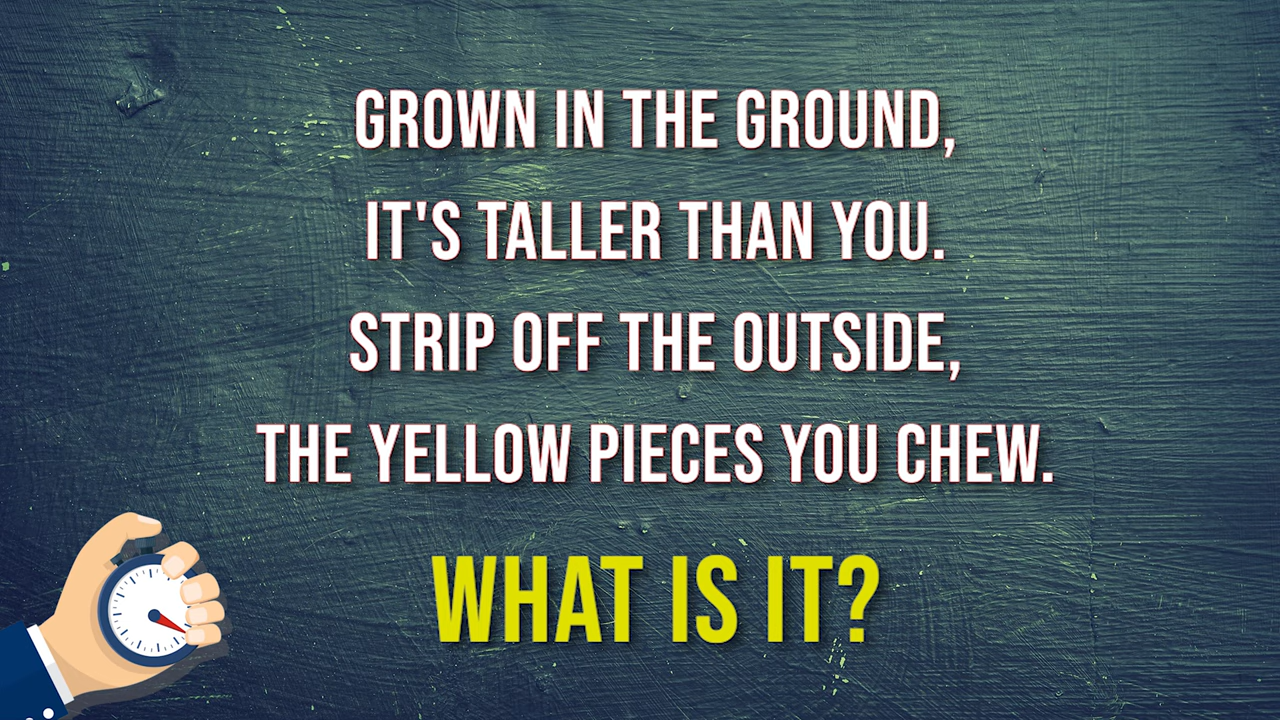 GROWN IN THE GROUND,
IT'S TALLER THAN YOU.
STRIP OFF THE OUTSIDE,
THE YELLOW PIECES YOU CHEW.
WHAT IS IT?